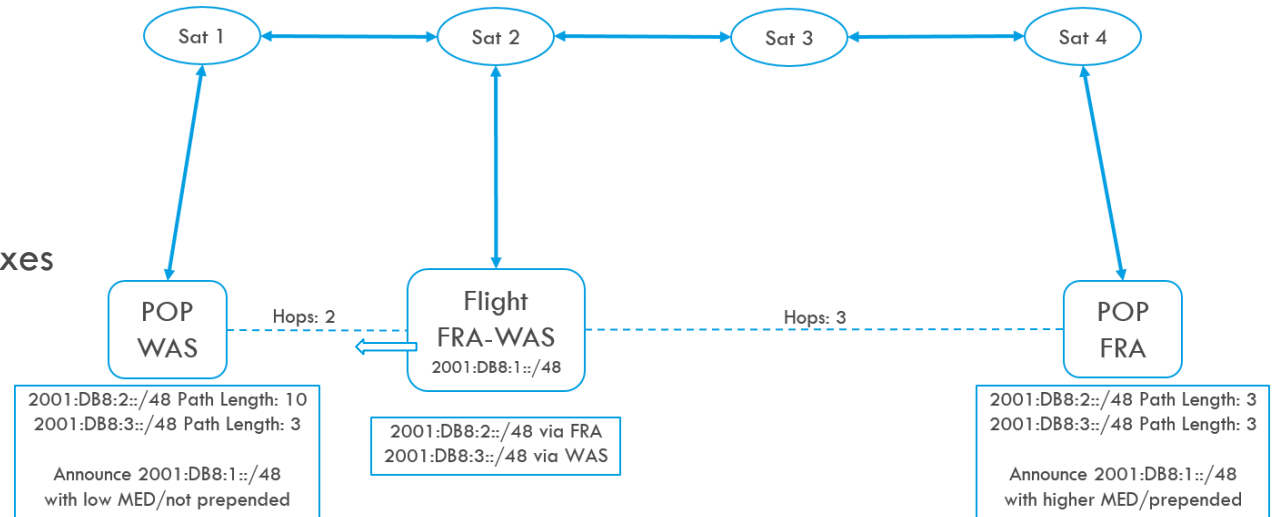 Sat 1
Sat 2
Sat 3
Sat 4
xes
POP
WAS
Hops: 2
Flight
FRA-WAS
2001:DB8:1::/48
Hops: 3
POP
FRA
2001:DB8:2::/48 Path Length: 10
2001:DB8:3::/48 Path Length: 3
Announce 2001:DB8:1::/48
with low MED/not prepended
2001:DB8:2::/48 via FRA
2001:DB8:3::/48 via WAS
2001:DB8:2::/48 Path Length: 3
2001:DB8:3::/48 Path Length: 3
Announce 2001:DB8:1::/48
with higher MED/prepended